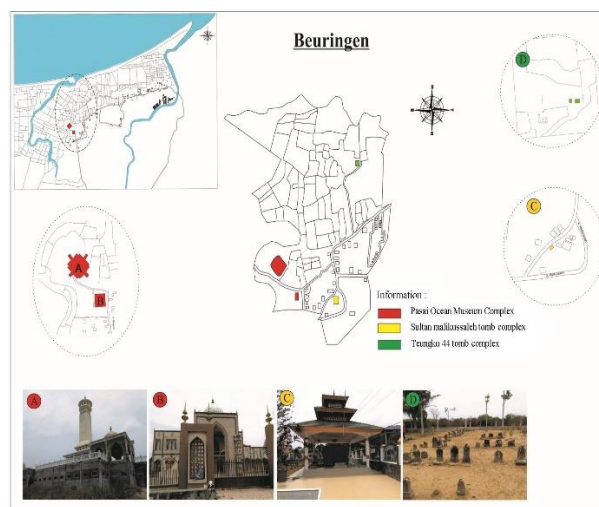 Beuringen
D
C
A
B
Information :
Pasai Ocean Museum Complex
Sultan malikussaleh tomb complex
Teungku 44 tomb complex
A
B
C
D